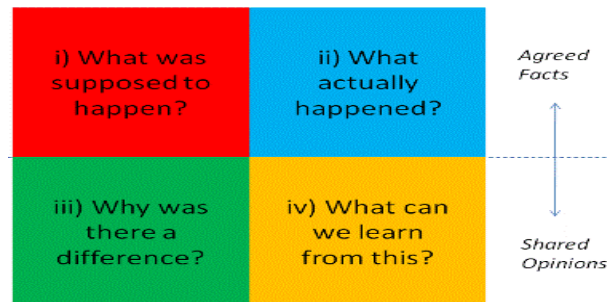 i) What was
supposed to
happen?
ii) What
actually
happened?
Agreed
Facts
iii) Why was
there a
difference?
iv) What can
we learn
from this?
Shared
Opinions